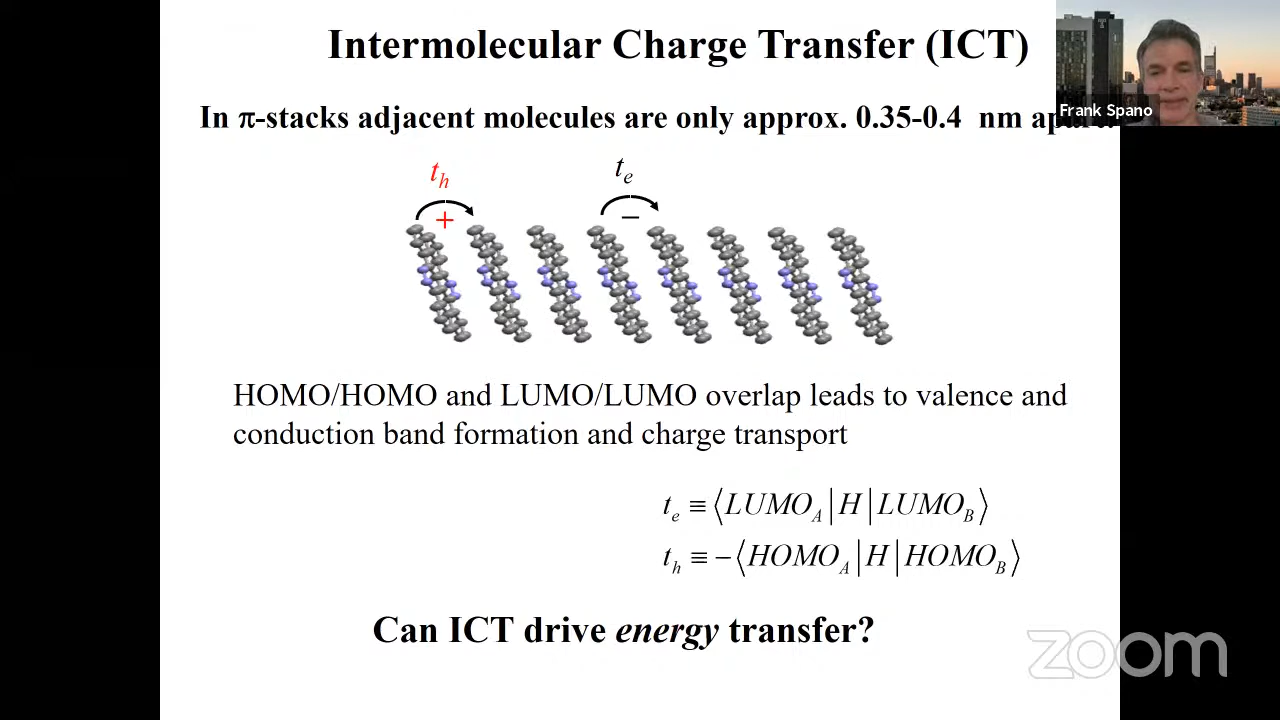 Intermolecular Charge Transfer (ICT)
Frank Spano
In π-stacks adjacent molecules are only approx. 0.35-0.4 nm
t_h
t_e
+
−
HOMO/HOMO and LUMO/LUMO overlap leads to valence and
conduction band formation and charge transport
t_e ≡ ⟨LUMO_A|H|LUMO_B⟩
t_h ≡ −⟨HOMO_A|H|HOMO_B⟩
Can ICT drive energy transfer?
zoom